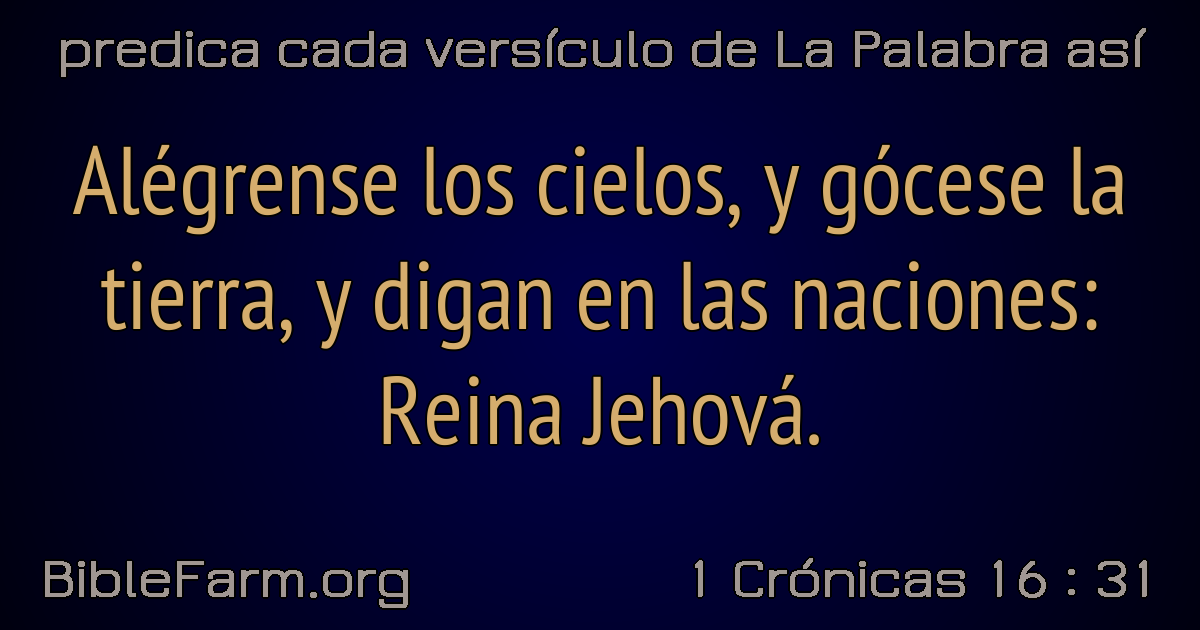 predica cada versículo de La Palabra así
Alégrense los cielos, y gócese la
tierra, y digan en las naciones:
Reina Jehová.
BibleFarm.org
1 Crónicas 16 : 31